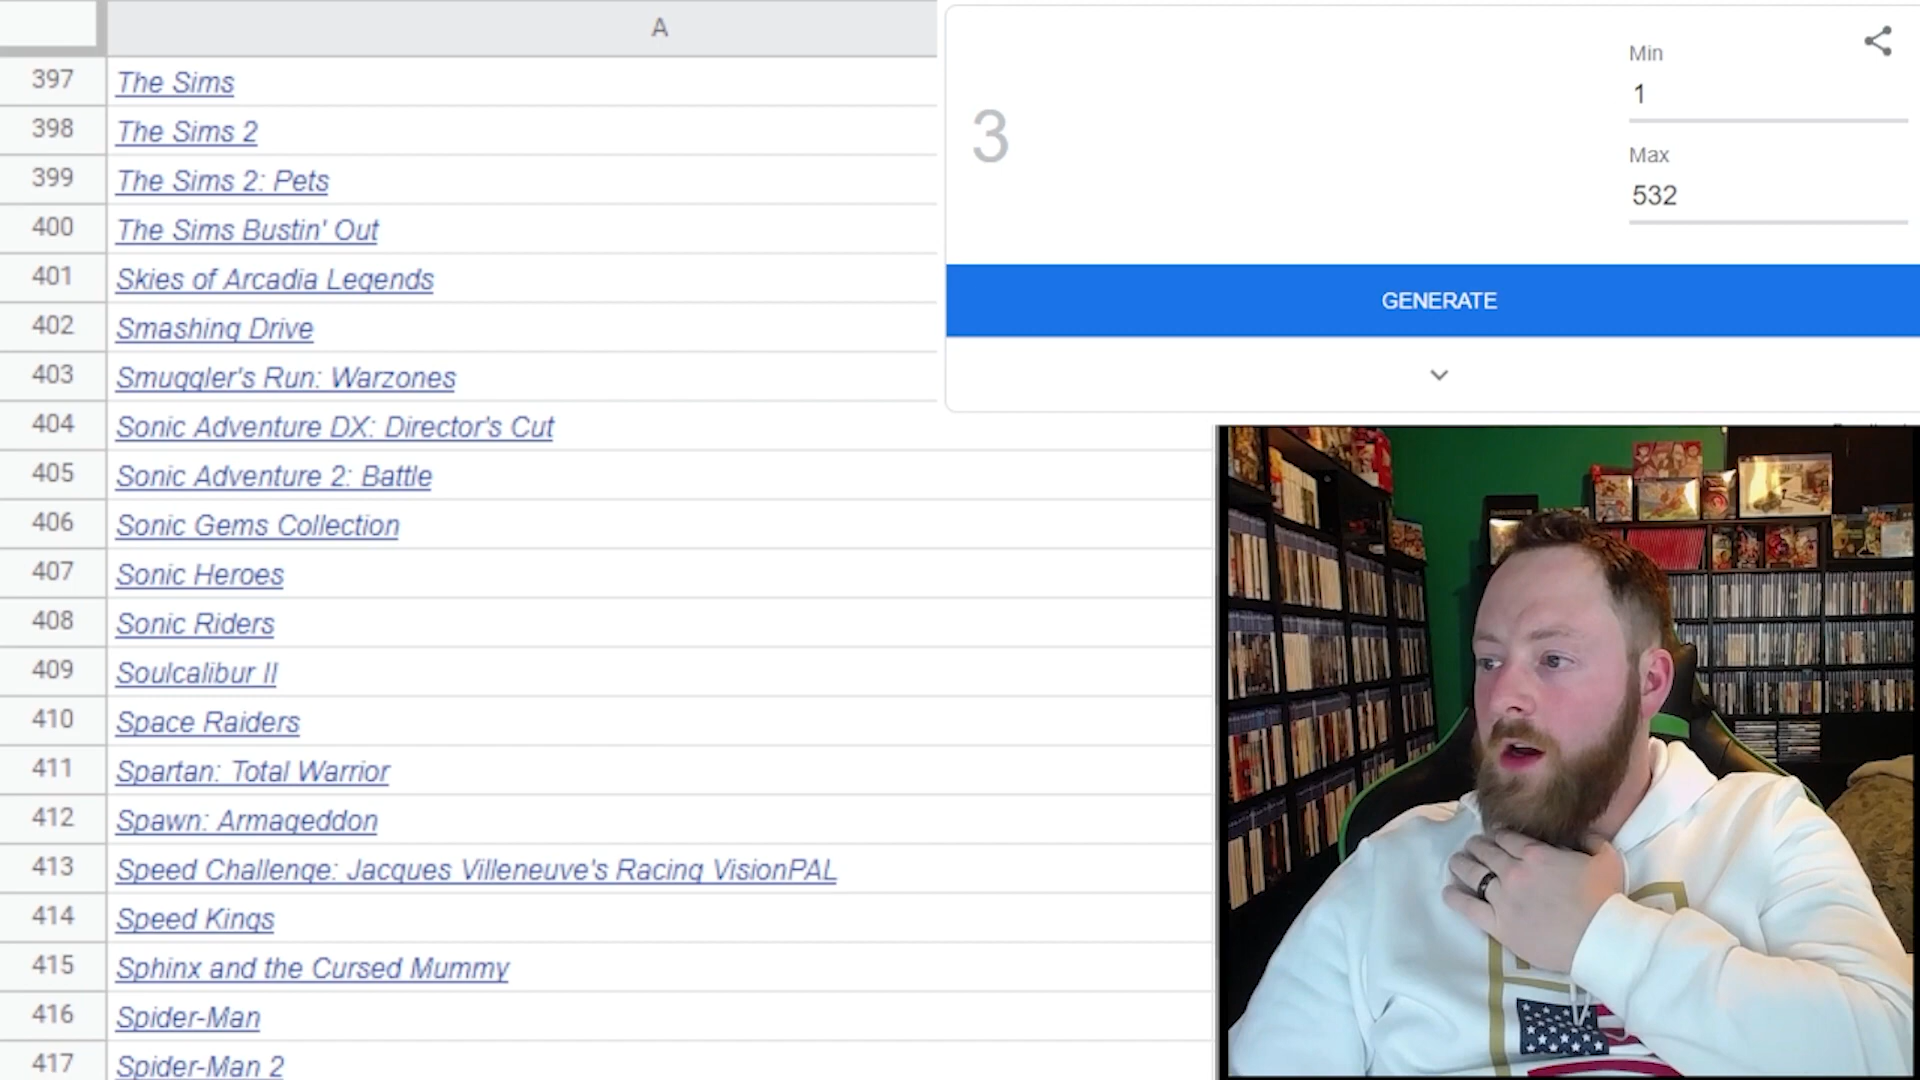 A
397 The Sims
398 The Sims 2
399 The Sims 2: Pets
400 The Sims Bustin' Out
401 Skies of Arcadia Legends
402 Smashing Drive
403 Smuggler's Run: Warzones
404 Sonic Adventure DX: Director's Cut
405 Sonic Adventure 2: Battle
406 Sonic Gems Collection
407 Sonic Heroes
408 Sonic Riders
409 Soulcalibur II
410 Space Raiders
411 Spartan: Total Warrior
412 Spawn: Armageddon
413 Speed Challenge: Jacques Villeneuve's Racing VisionPAL
414 Speed Kings
415 Sphinx and the Cursed Mummy
416 Spider-Man
417 Spider-Man 2
3
Min
1
Max
532
GENERATE